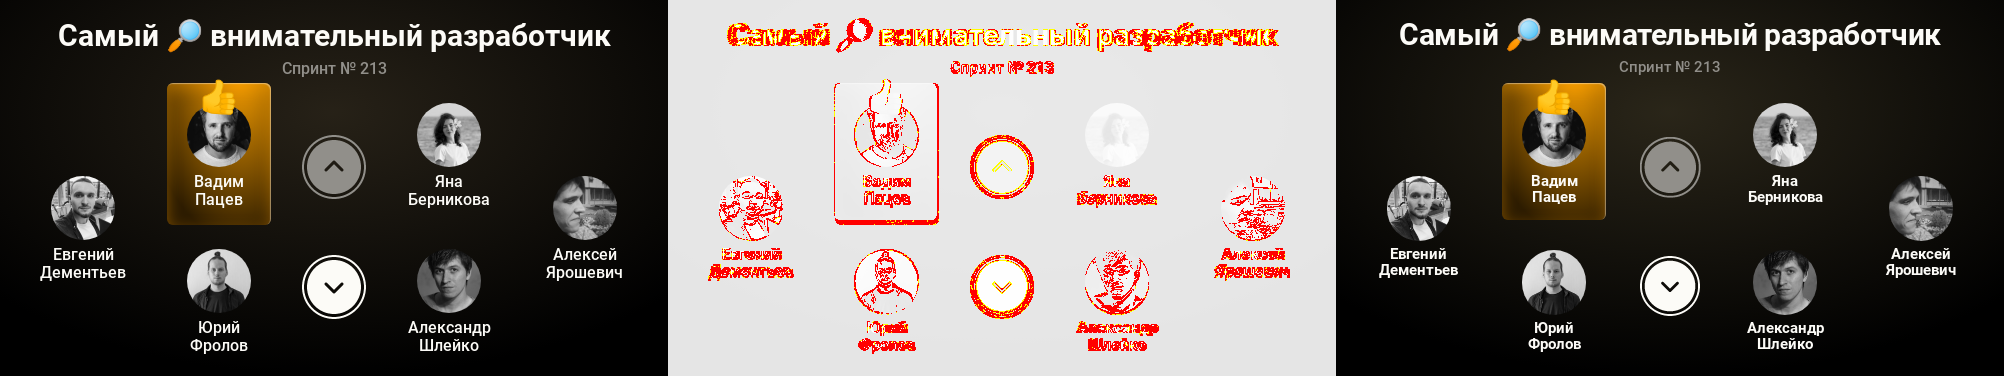 Самый 🔎 внимательный разработчик
Спринт № 213
Вадим
Пацев
Яна
Берникова
Евгений
Дементьев
Алексей
Ярошевич
Юрий
Фролов
Александр
Шлейко
Самый 🔎 внимательный разработчик
Спринт № 213
Вадим
Пацев
Яна
Берникова
Евгений
Дементьев
Алексей
Ярошевич
Юрий
Фролов
Александр
Шлейко
Самый 🔎 внимательный разработчик
Спринт № 213
Вадим
Пацев
Яна
Берникова
Евгений
Дементьев
Алексей
Ярошевич
Юрий
Фролов
Александр
Шлейко